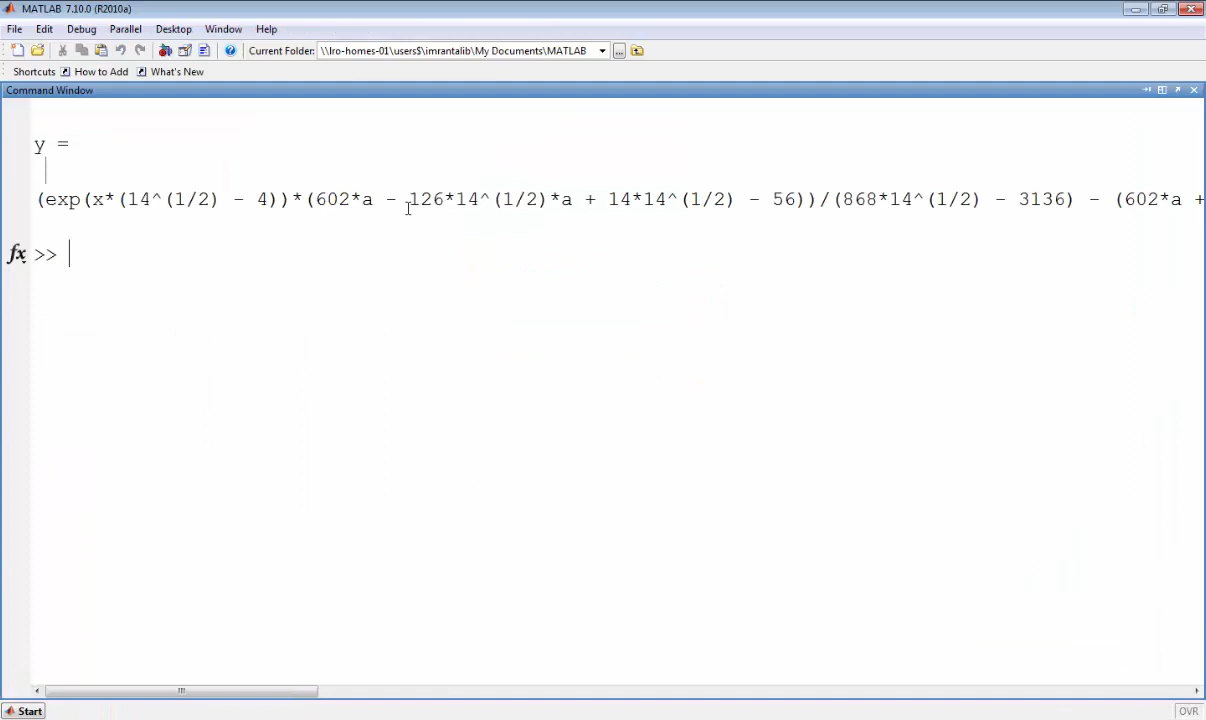 MATLAB 7.10.0 (R2010a)
File Edit Debug Parallel Desktop Window Help
Current Folder: \\lro-homes-01\users$\imrantalib\My Documents\MATLAB ...
Shortcuts How to Add What's New
Command Window
y =
(exp(x*(14^(1/2) - 4))*(602*a - 126*14^(1/2)*a + 14*14^(1/2) - 56))/(868*14^(1/2) - 3136) - (602*a +
fx >>
Start OVR